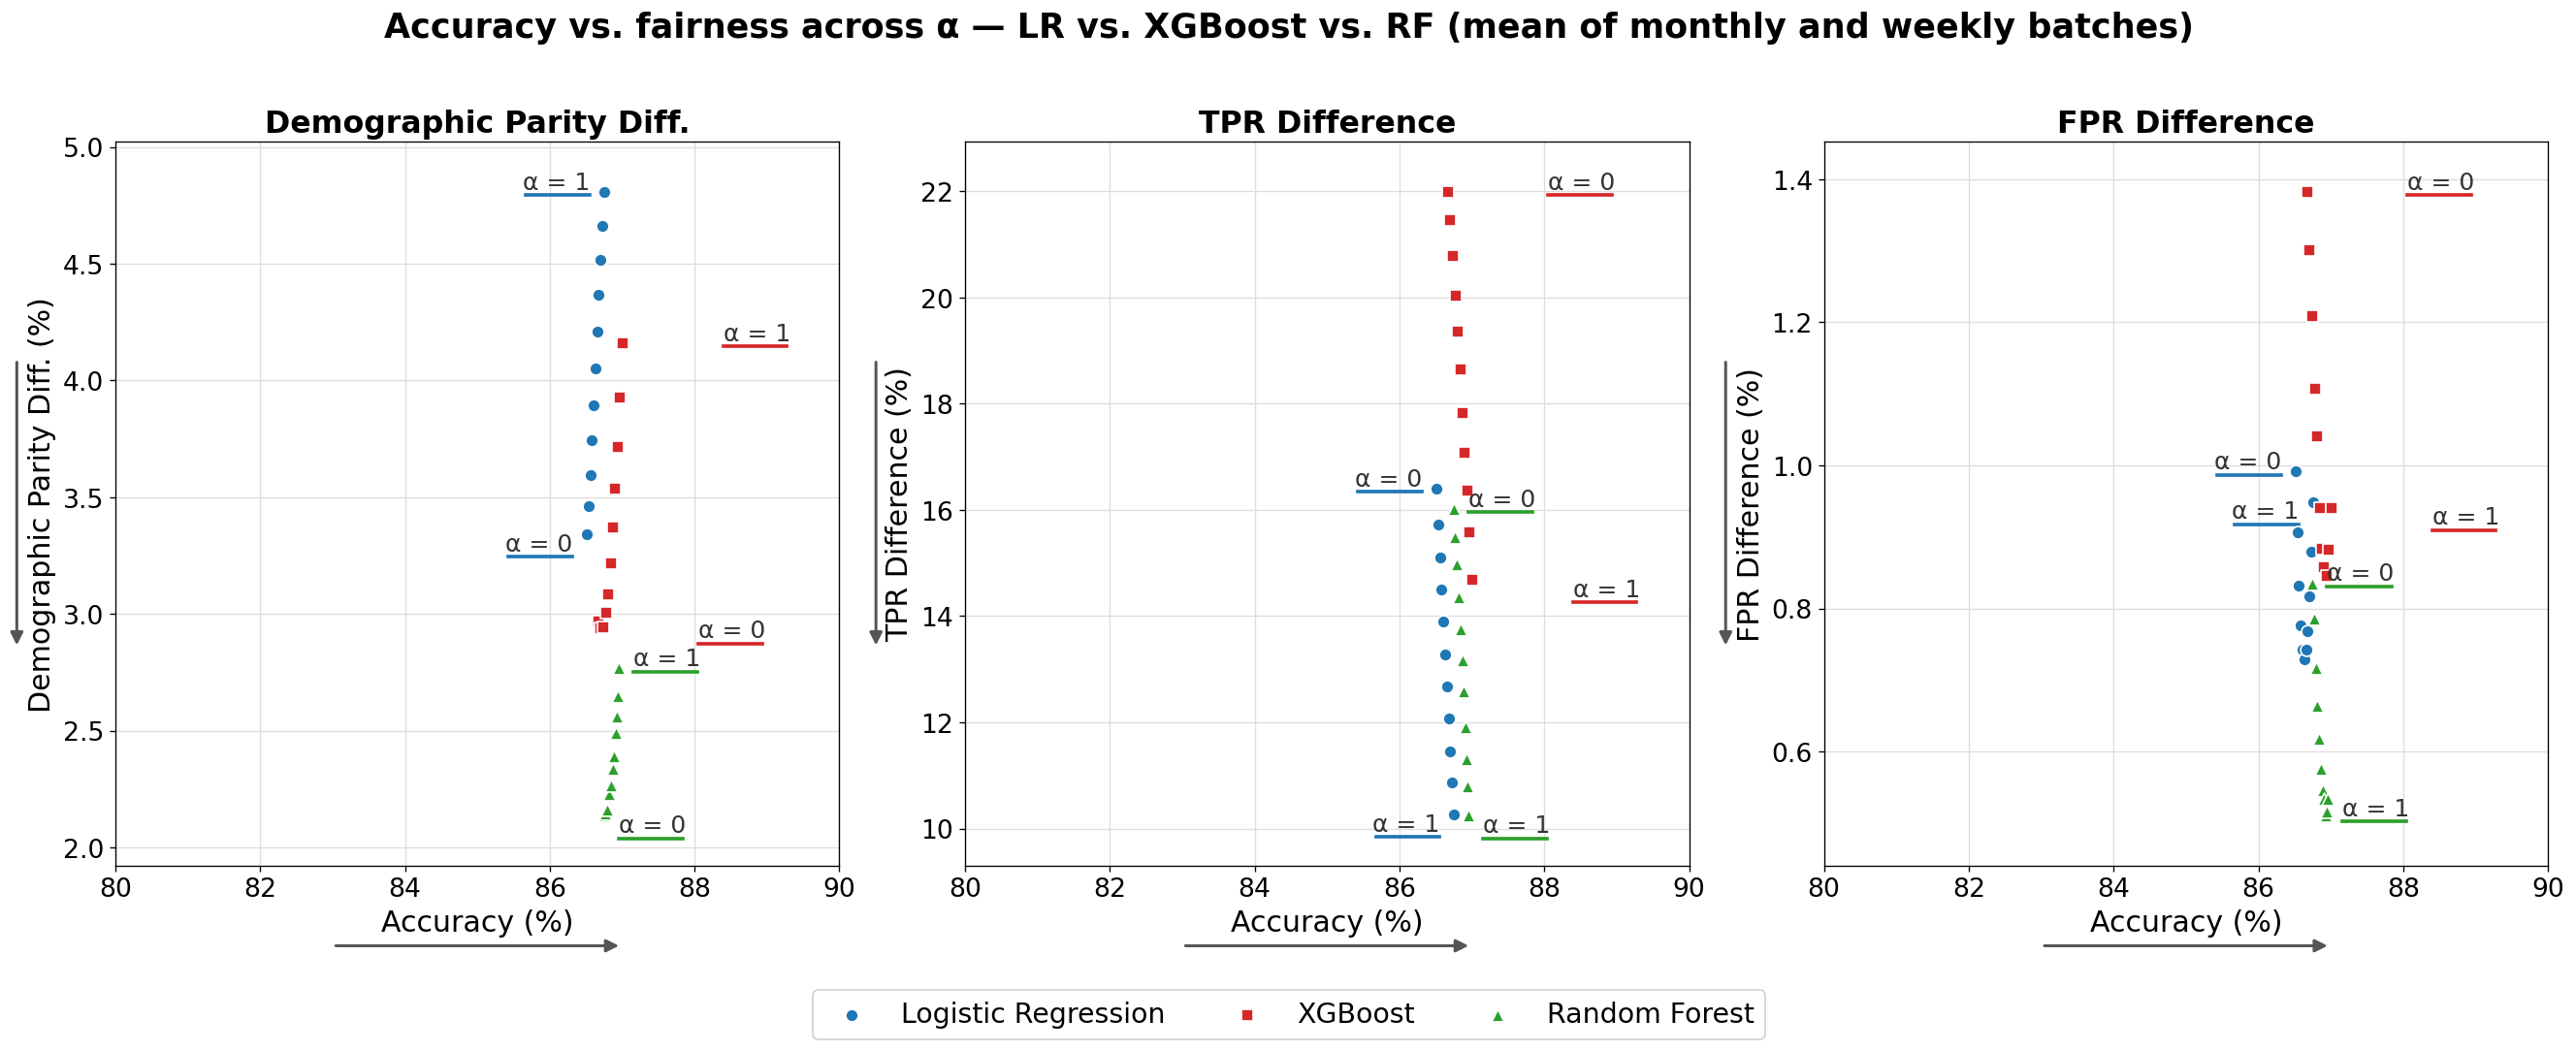 Accuracy vs. fairness across α — LR vs. XGBoost vs. RF (mean of monthly and weekly batches)
Demographic Parity Diff.
5.0
4.5
4.0
3.5
3.0
2.5
2.0
Demographic Parity Diff. (%)
α = 1
α = 1
α = 0
α = 0
α = 1
α = 0
80 82 84 86 88 90
Accuracy (%)
TPR Difference
22
20
18
16
14
12
10
TPR Difference (%)
α = 0
α = 0
α = 0
α = 1
α = 1
α = 1
80 82 84 86 88 90
Accuracy (%)
FPR Difference
1.4
1.2
1.0
0.8
0.6
FPR Difference (%)
α = 0
α = 0
α = 1
α = 1
α = 0
α = 1
80 82 84 86 88 90
Accuracy (%)
Logistic Regression XGBoost Random Forest